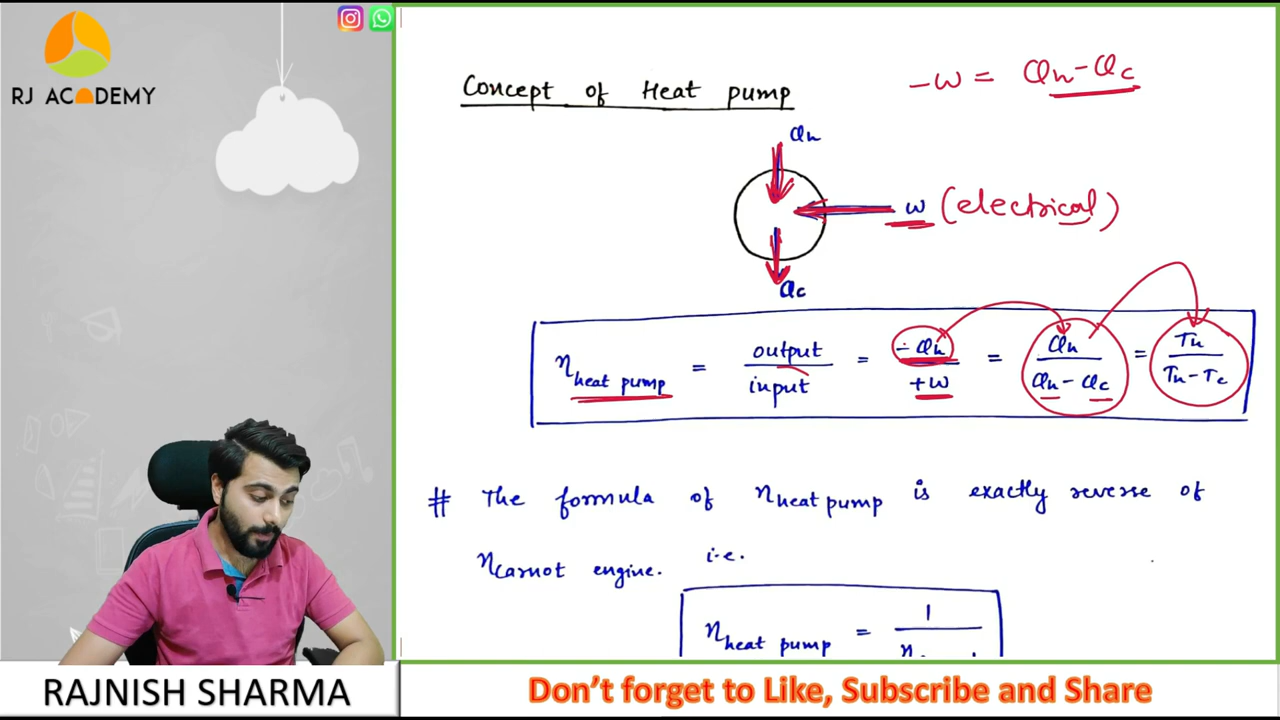 RJ ACADEMY
Concept of Heat pump
-w = Qh-Qc
Qh
w (electrical)
Qc
η heat pump = output / input = -Qh / +w = Qh / Qh - Qc = Th / Th - Tc
# The formula of η heat pump is exactly reverse of
η carnot engine. i.e.
η heat pump = 1
RAJNISH SHARMA
Don't forget to Like, Subscribe and Share